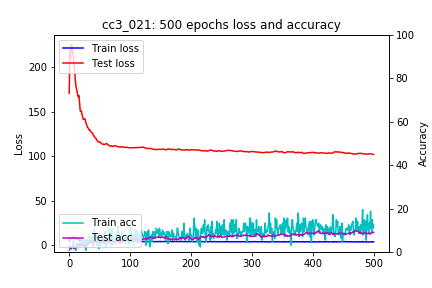 cc3_021: 500 epochs loss and accuracy
Train loss
Test loss
Train acc
Test acc
Loss
Accuracy
200
150
100
50
0
100
80
60
40
20
0
0 100 200 300 400 500